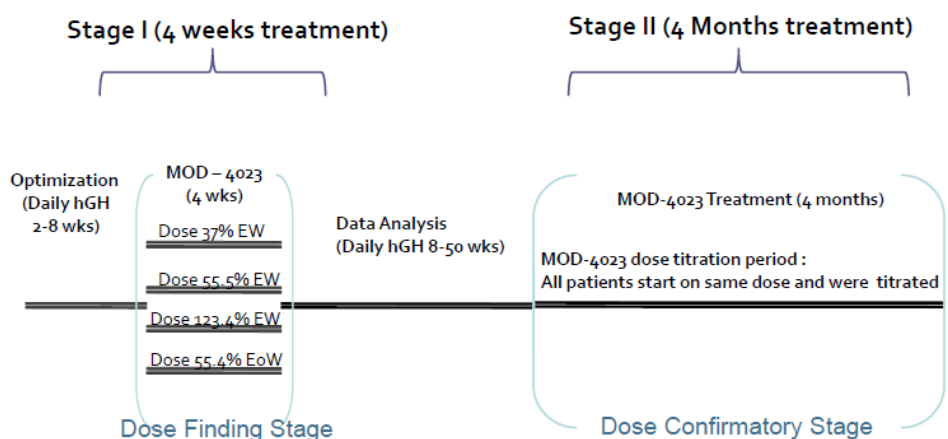 Stage I (4 weeks treatment)
Stage II (4 Months treatment)
Optimization
(Daily hGH
2-8 wks)
MOD – 4023
(4 wks)
Dose 37% EW
Dose 55.5% EW
Dose 123.4% EW
Dose 55.4% EoW
Data Analysis
(Daily hGH 8-50 wks)
MOD-4023 Treatment (4 months)
MOD-4023 dose titration period :
All patients start on same dose and were titrated
Dose Finding Stage
Dose Confirmatory Stage